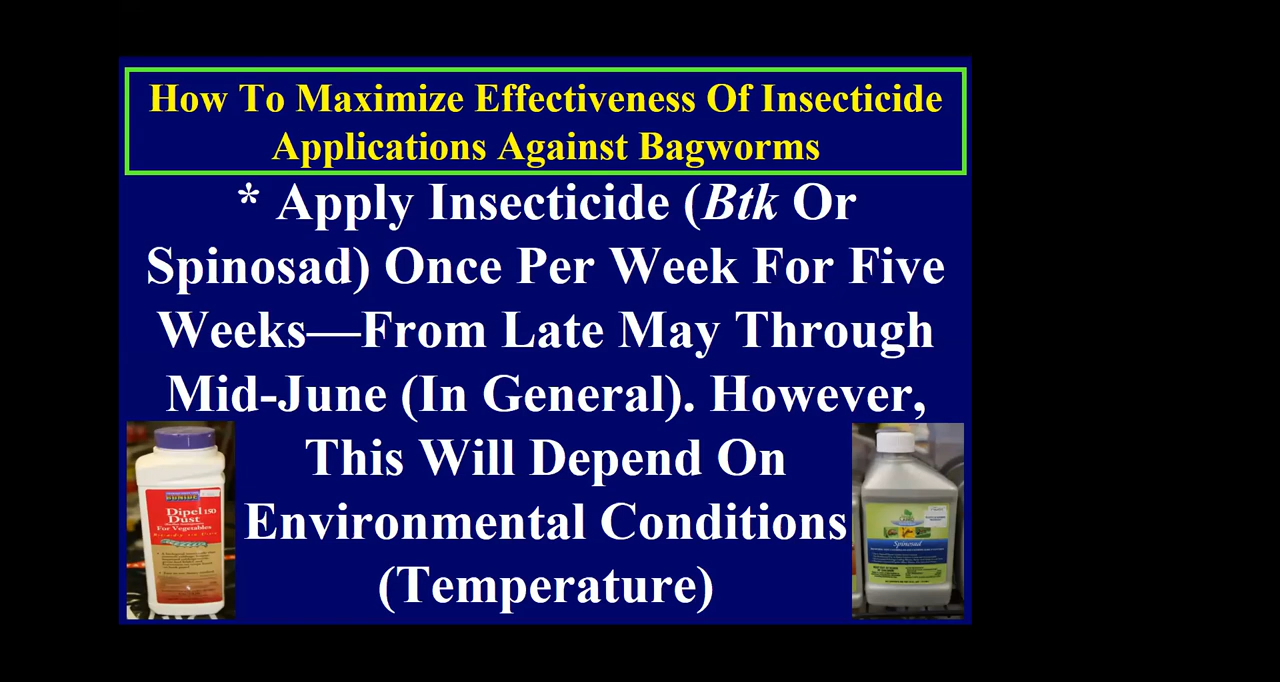 How To Maximize Effectiveness Of Insecticide
Applications Against Bagworms
* Apply Insecticide (Btk Or
Spinosad) Once Per Week For Five
Weeks—From Late May Through
Mid-June (In General). However,
This Will Depend On
Environmental Conditions
(Temperature)
BONIDE
Dipel 150
Dust
For Vegetables
Spinosad